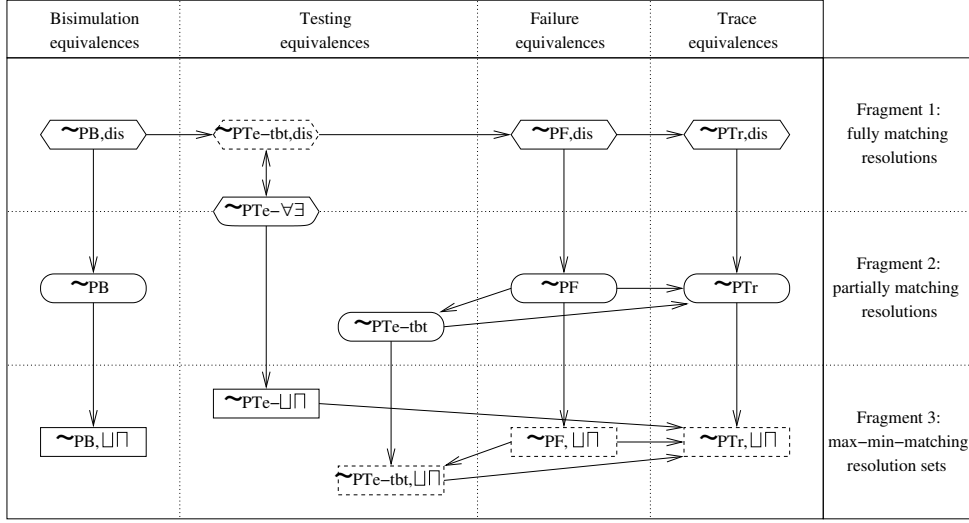 Bisimulation
equivalences
Testing
equivalences
Failure
equivalences
Trace
equivalences
∼PB,dis
∼PTe−tbt,dis
∼PF,dis
∼PTr,dis
Fragment 1:
fully matching
resolutions
∼PTe−∀∃
∼PB
∼PF
∼PTr
Fragment 2:
partially matching
resolutions
∼PTe−tbt
∼PTe−⊔⊓
∼PB,⊔⊓
∼PF,⊔⊓
∼PTr,⊔⊓
Fragment 3:
max−min−matching
resolution sets
∼PTe−tbt,⊔⊓